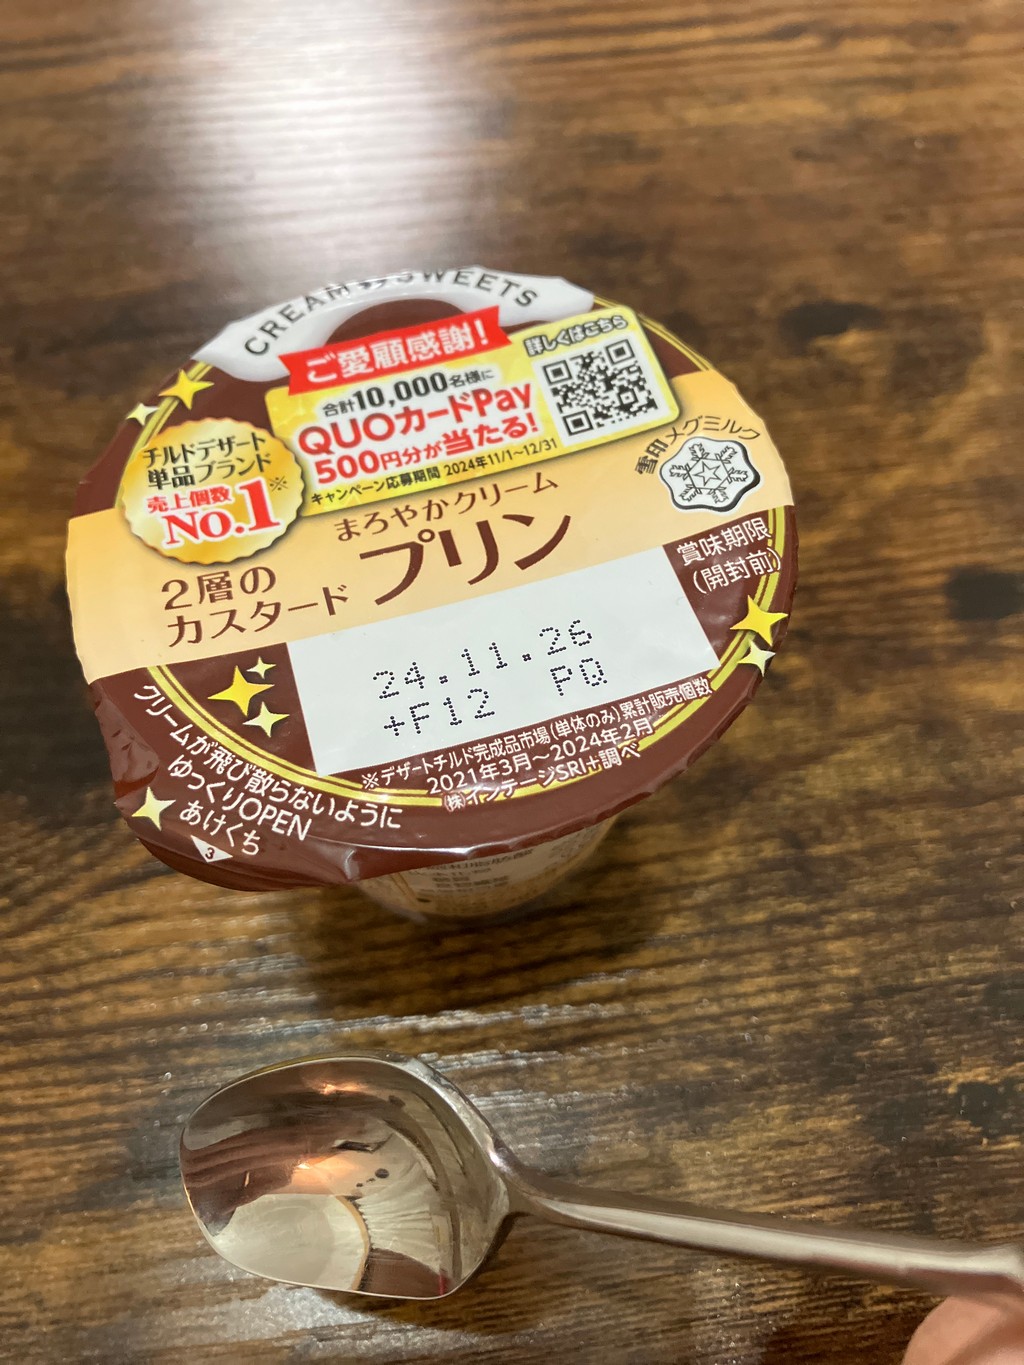 CREAM SWEETS
ご愛顧感謝!
合計10,000名様に
QUOカードPay
500円分が当たる!
キャンペーン応募期間 2024年11/1~12/31
詳しくはこちら
チルドデザート
単品ブランド
売上個数※
No.1
雪印メグミルク
まろやかクリーム
プリン
2層の
カスタード
賞味期限
(開封前)
24.11.26
+F12 PQ
※デザートチルド完成品市場(単体のみ)累計販売個数
2021年3月~2024年2月
㈱インテージSRI+調べ
クリームが飛び散らないように
ゆっくりOPEN
あけくち
3